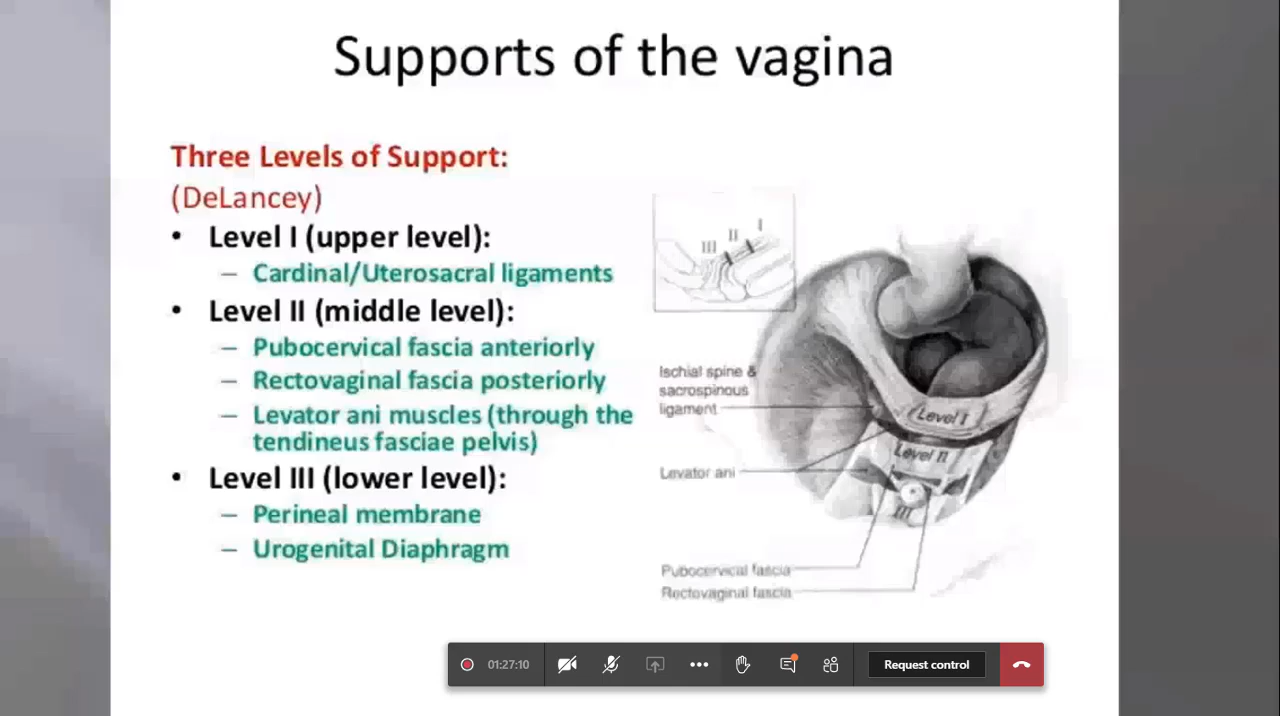 Supports of the vagina
Three Levels of Support:
(DeLancey)
• Level I (upper level):
– Cardinal/Uterosacral ligaments
• Level II (middle level):
– Pubocervical fascia anteriorly
– Rectovaginal fascia posteriorly
– Levator ani muscles (through the
tendineus fasciae pelvis)
• Level III (lower level):
– Perineal membrane
– Urogenital Diaphragm
I
II
III
Ischial spine &
sacrospinous
ligament
Level I
Level II
Levator ani
III
Pubocervical fascia
Rectovaginal fascia
01:27:10
Request control